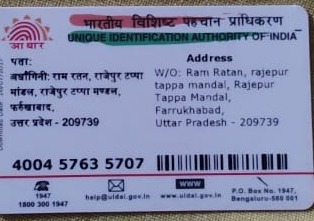 भारतीय विशिष्ट पहचान प्राधिकरण
UNIQUE IDENTIFICATION AUTHORITY OF INDIA
आधार
पता:
अर्धांगिनी: राम रतन, राजेपुर टप्पा
मंडल, राजेपुर टप्पा मण्डल,
फर्रुखाबाद,
उत्तर प्रदेश - 209739
Address
W/O: Ram Ratan, rajepur
tappa mandal, Rajepur
Tappa Mandal,
Farrukhabad,
Uttar Pradesh - 209739
4004 5763 5707
1947
1800 300 1947
help@uidai.gov.in
www
www.uidai.gov.in
P.O. Box No. 1947,
Bengaluru-560 001